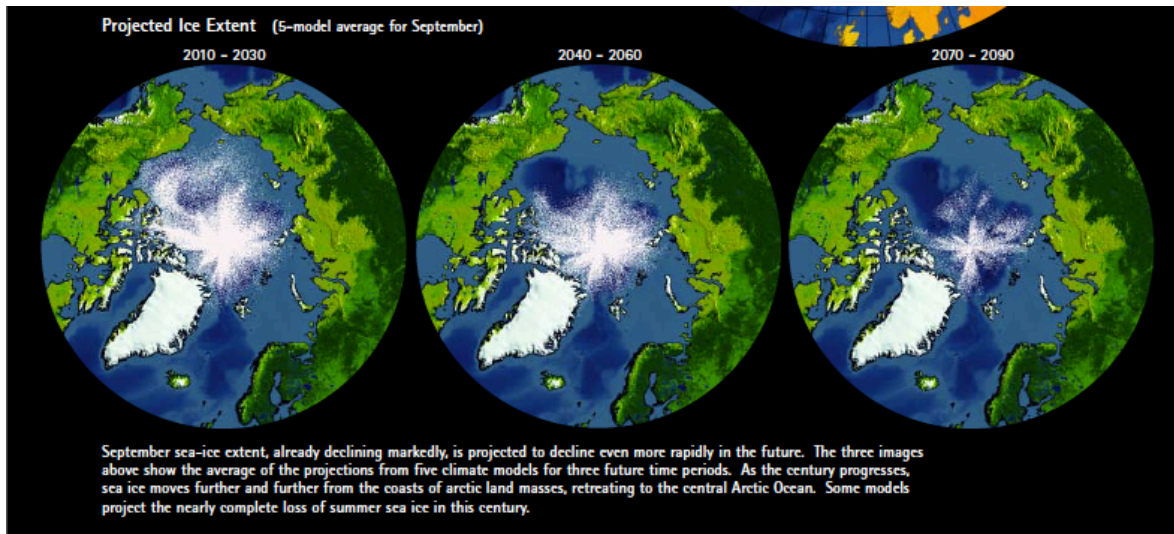 Projected Ice Extent (5-model average for September)
2010 – 2030
2040 – 2060
2070 – 2090
September sea-ice extent, already declining markedly, is projected to decline even more rapidly in the future. The three images
above show the average of the projections from five climate models for three future time periods. As the century progresses,
sea ice moves further and further from the coasts of arctic land masses, retreating to the central Arctic Ocean. Some models
project the nearly complete loss of summer sea ice in this century.